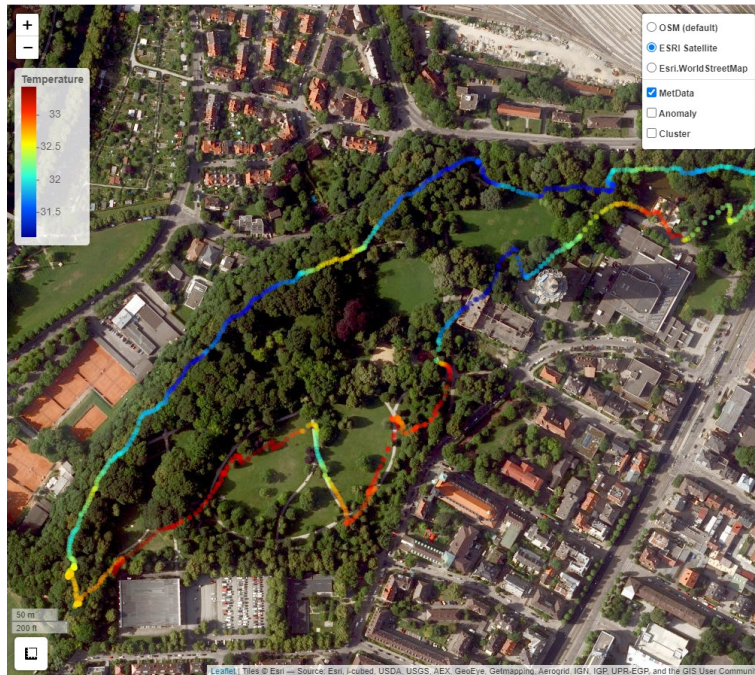 +
−
OSM (default)
ESRI Satellite
Esri.WorldStreetMap
MetData
Anomaly
Cluster
Temperature
33
32
31.5
50 m
200 ft
Leaflet | Tiles © Esri — Source: Esri, i-cubed, USDA, USGS, AEX, GeoEye, Getmapping, Aerogrid, IGN, IGP, UPR-EGP, and the GIS User Communi